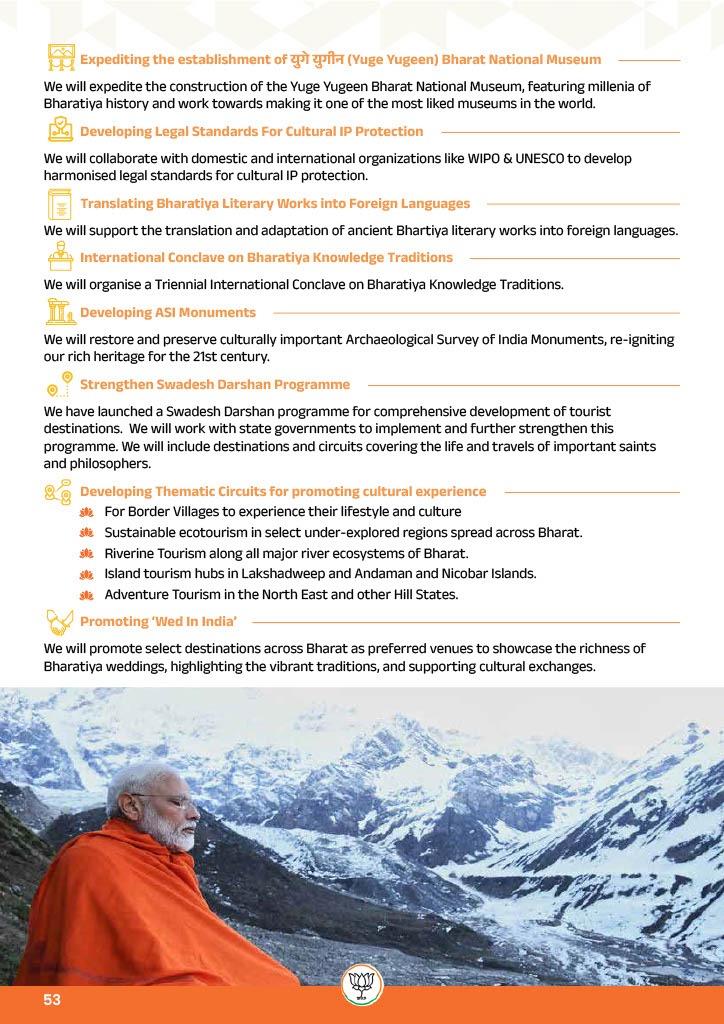 Expediting the establishment of युगे युगीन (Yuge Yugeen) Bharat National Museum
We will expedite the construction of the Yuge Yugeen Bharat National Museum, featuring millenia of
Bharatiya history and work towards making it one of the most liked museums in the world.
Developing Legal Standards For Cultural IP Protection
We will collaborate with domestic and international organizations like WIPO & UNESCO to develop
harmonised legal standards for cultural IP protection.
Translating Bharatiya Literary Works into Foreign Languages
We will support the translation and adaptation of ancient Bhartiya literary works into foreign languages.
International Conclave on Bharatiya Knowledge Traditions
We will organise a Triennial International Conclave on Bharatiya Knowledge Traditions.
Developing ASI Monuments
We will restore and preserve culturally important Archaeological Survey of India Monuments, re-igniting
our rich heritage for the 21st century.
Strengthen Swadesh Darshan Programme
We have launched a Swadesh Darshan programme for comprehensive development of tourist
destinations. We will work with state governments to implement and further strengthen this
programme. We will include destinations and circuits covering the life and travels of important saints
and philosophers.
Developing Thematic Circuits for promoting cultural experience
For Border Villages to experience their lifestyle and culture
Sustainable ecotourism in select under-explored regions spread across Bharat.
Riverine Tourism along all major river ecosystems of Bharat.
Island tourism hubs in Lakshadweep and Andaman and Nicobar Islands.
Adventure Tourism in the North East and other Hill States.
Promoting ‘Wed In India’
We will promote select destinations across Bharat as preferred venues to showcase the richness of
Bharatiya weddings, highlighting the vibrant traditions, and supporting cultural exchanges.
53